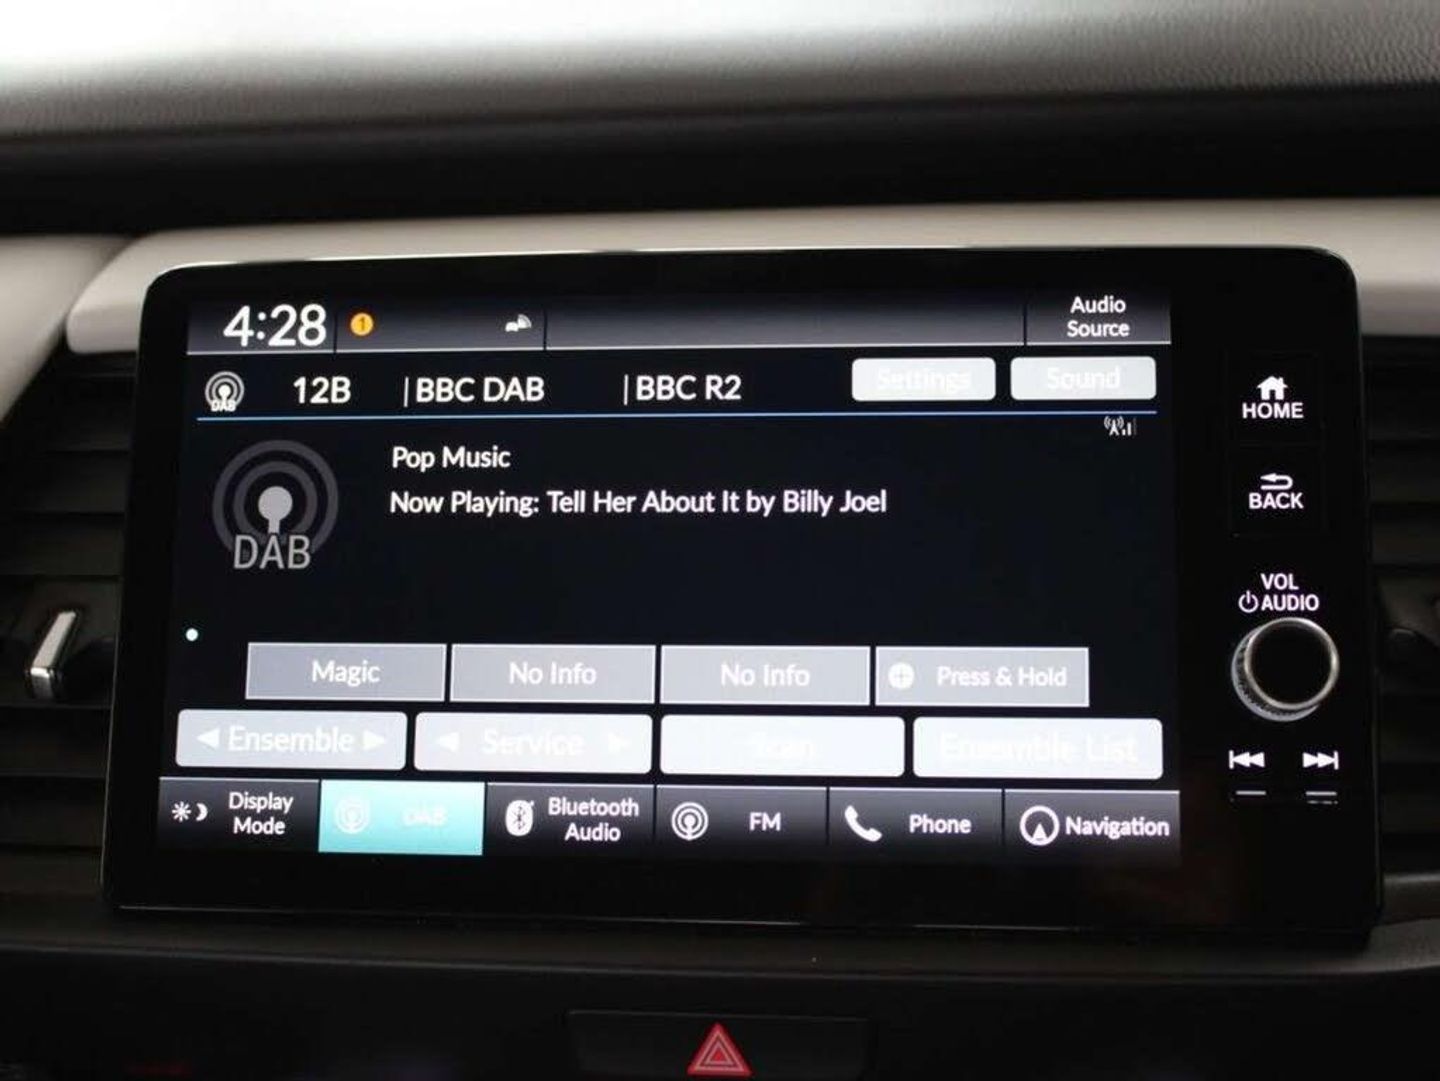 4:28
1
Audio
Source
DAB
12B
|BBC DAB
|BBC R2
Settings
Sound
HOME
Pop Music
Now Playing: Tell Her About It by Billy Joel
DAB
BACK
VOL
AUDIO
Magic
No Info
No Info
Press & Hold
Ensemble
Service
Scan
Ensemble List
Display
Mode
DAB
Bluetooth
Audio
FM
Phone
Navigation